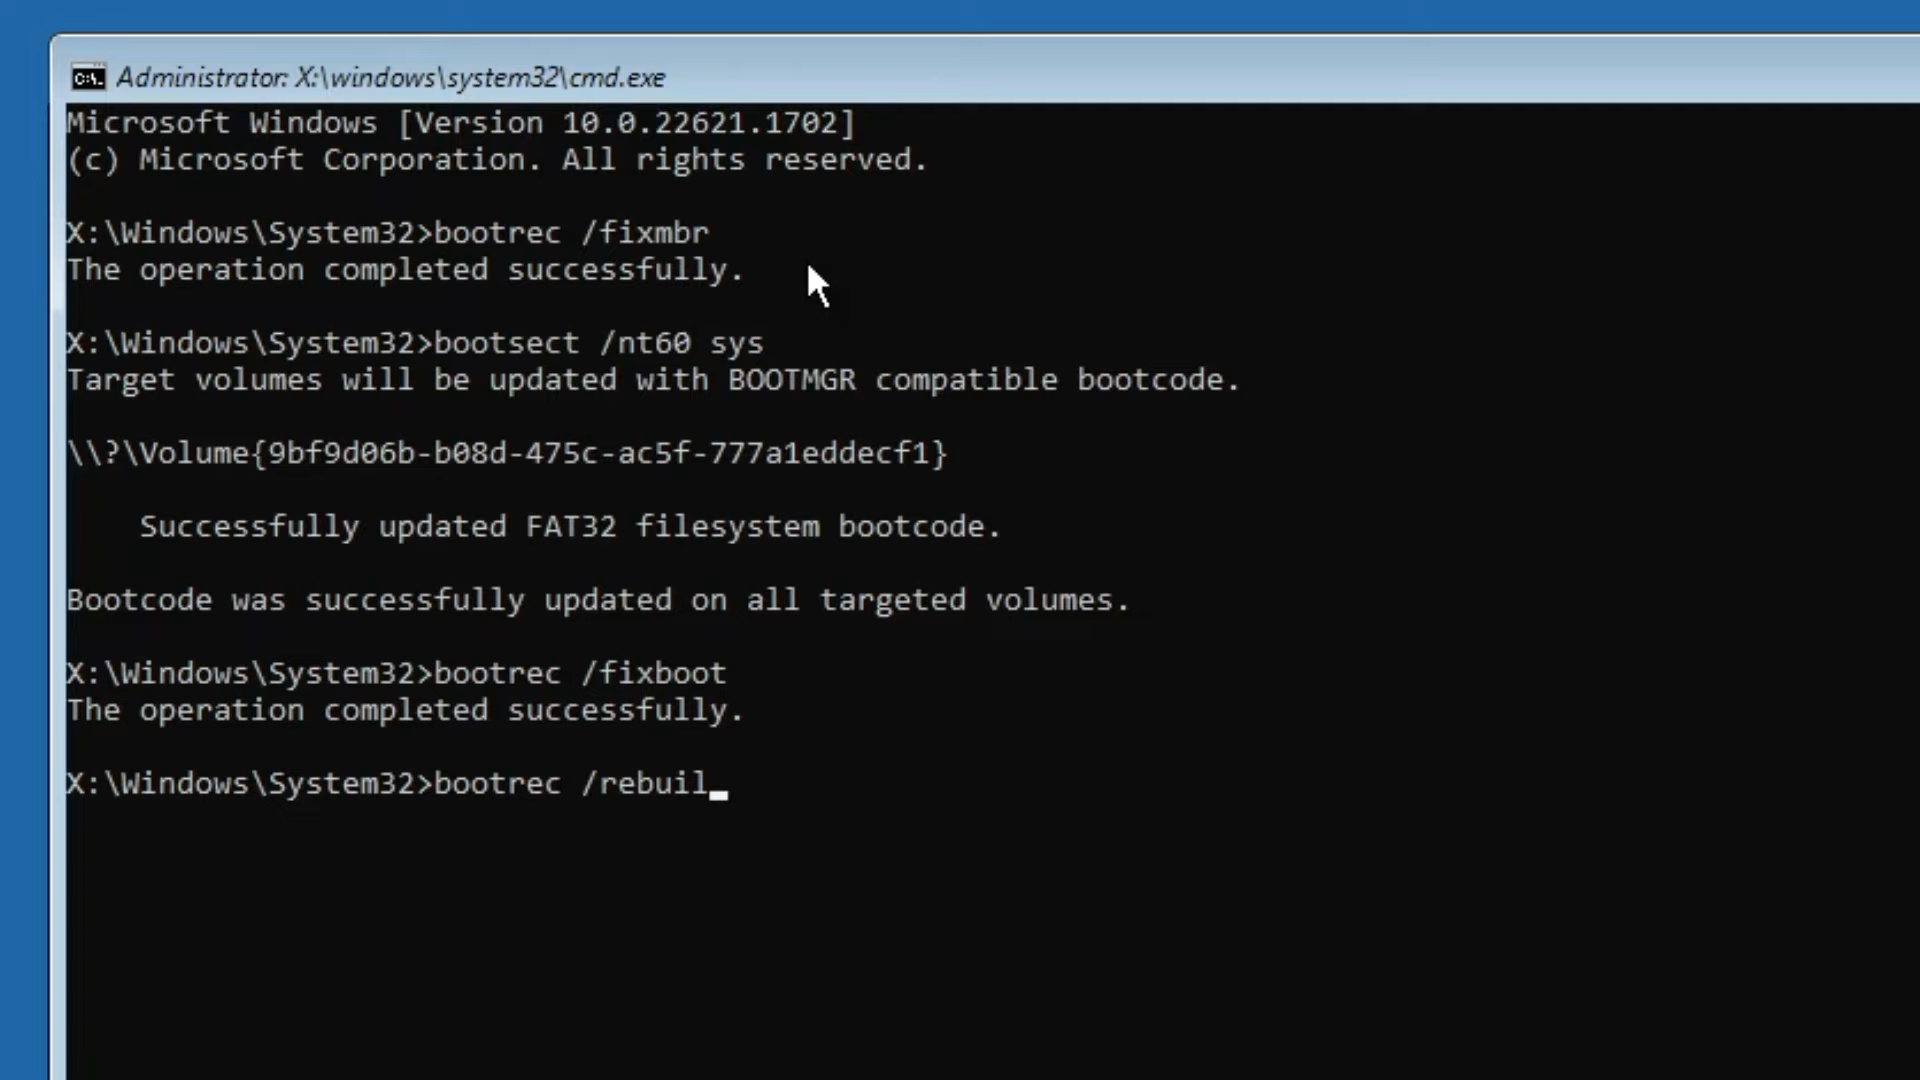 Administrator: X:\windows\system32\cmd.exe
Microsoft Windows [Version 10.0.22621.1702]
(c) Microsoft Corporation. All rights reserved.
X:\Windows\System32>bootrec /fixmbr
The operation completed successfully.
X:\Windows\System32>bootsect /nt60 sys
Target volumes will be updated with BOOTMGR compatible bootcode.
\\?\Volume{9bf9d06b-b08d-475c-ac5f-777a1eddecf1}
Successfully updated FAT32 filesystem bootcode.
Bootcode was successfully updated on all targeted volumes.
X:\Windows\System32>bootrec /fixboot
The operation completed successfully.
X:\Windows\System32>bootrec /rebuil